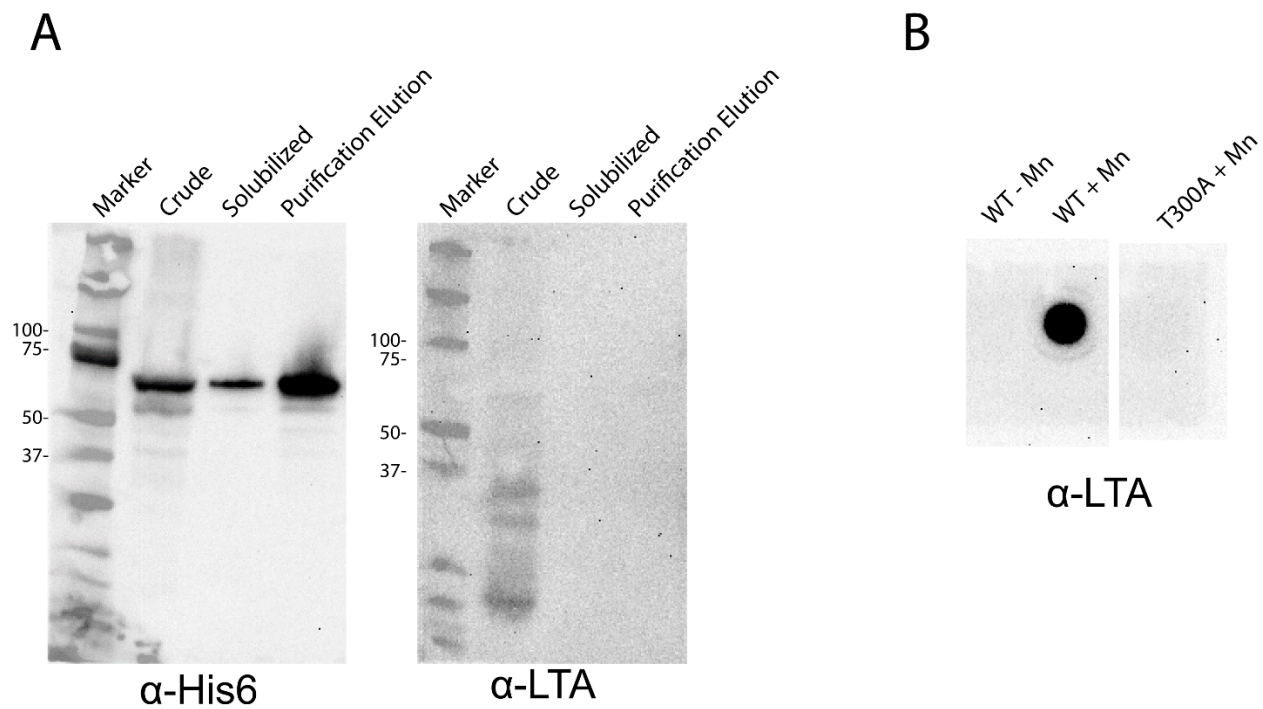 A
Marker
Crude
Solubilized
Purification Elution
100-
75-
50-
37-
α-His6
Marker
Crude
Solubilized
Purification Elution
100-
75-
50-
37-
α-LTA
B
WT - Mn
WT + Mn
T300A + Mn
α-LTA